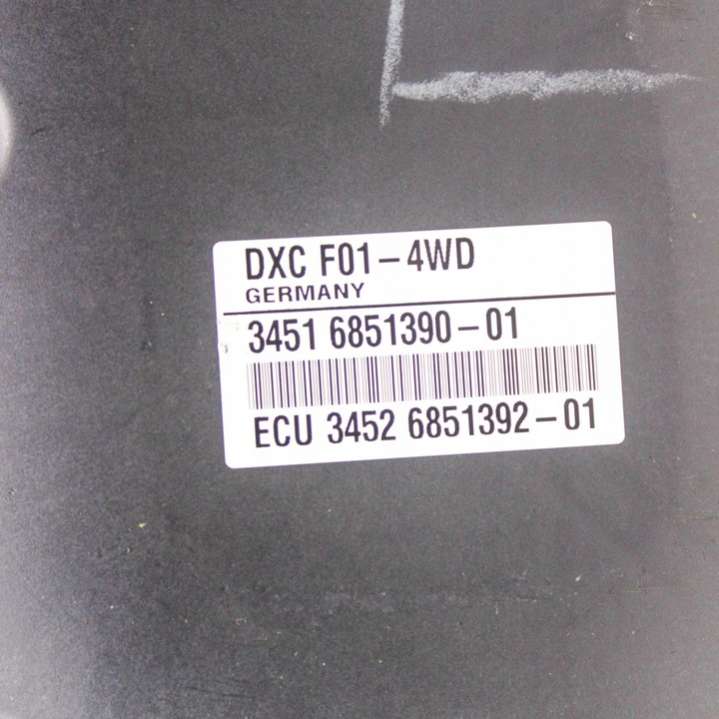 DXC F01-4WD
GERMANY
3451 6851390-01
ECU 3452 6851392-01